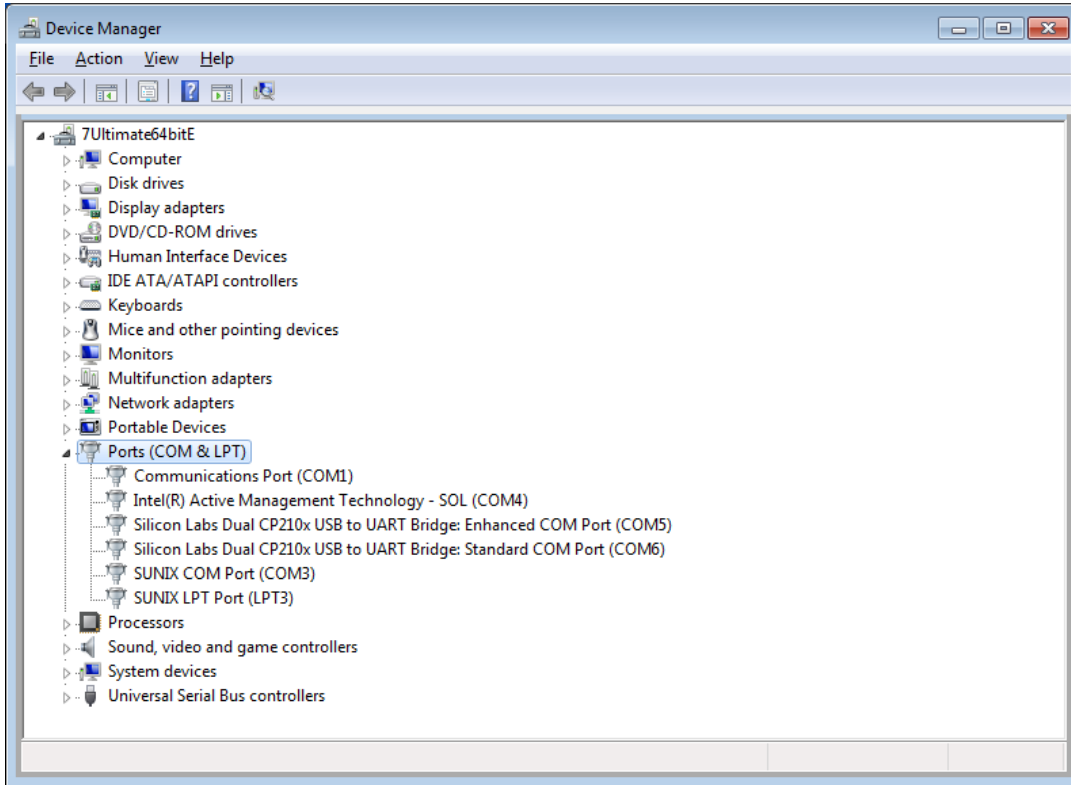 Device Manager
File Action View Help
7Ultimate64bitE
Computer
Disk drives
Display adapters
DVD/CD-ROM drives
Human Interface Devices
IDE ATA/ATAPI controllers
Keyboards
Mice and other pointing devices
Monitors
Multifunction adapters
Network adapters
Portable Devices
Ports (COM & LPT)
Communications Port (COM1)
Intel(R) Active Management Technology - SOL (COM4)
Silicon Labs Dual CP210x USB to UART Bridge: Enhanced COM Port (COM5)
Silicon Labs Dual CP210x USB to UART Bridge: Standard COM Port (COM6)
SUNIX COM Port (COM3)
SUNIX LPT Port (LPT3)
Processors
Sound, video and game controllers
System devices
Universal Serial Bus controllers